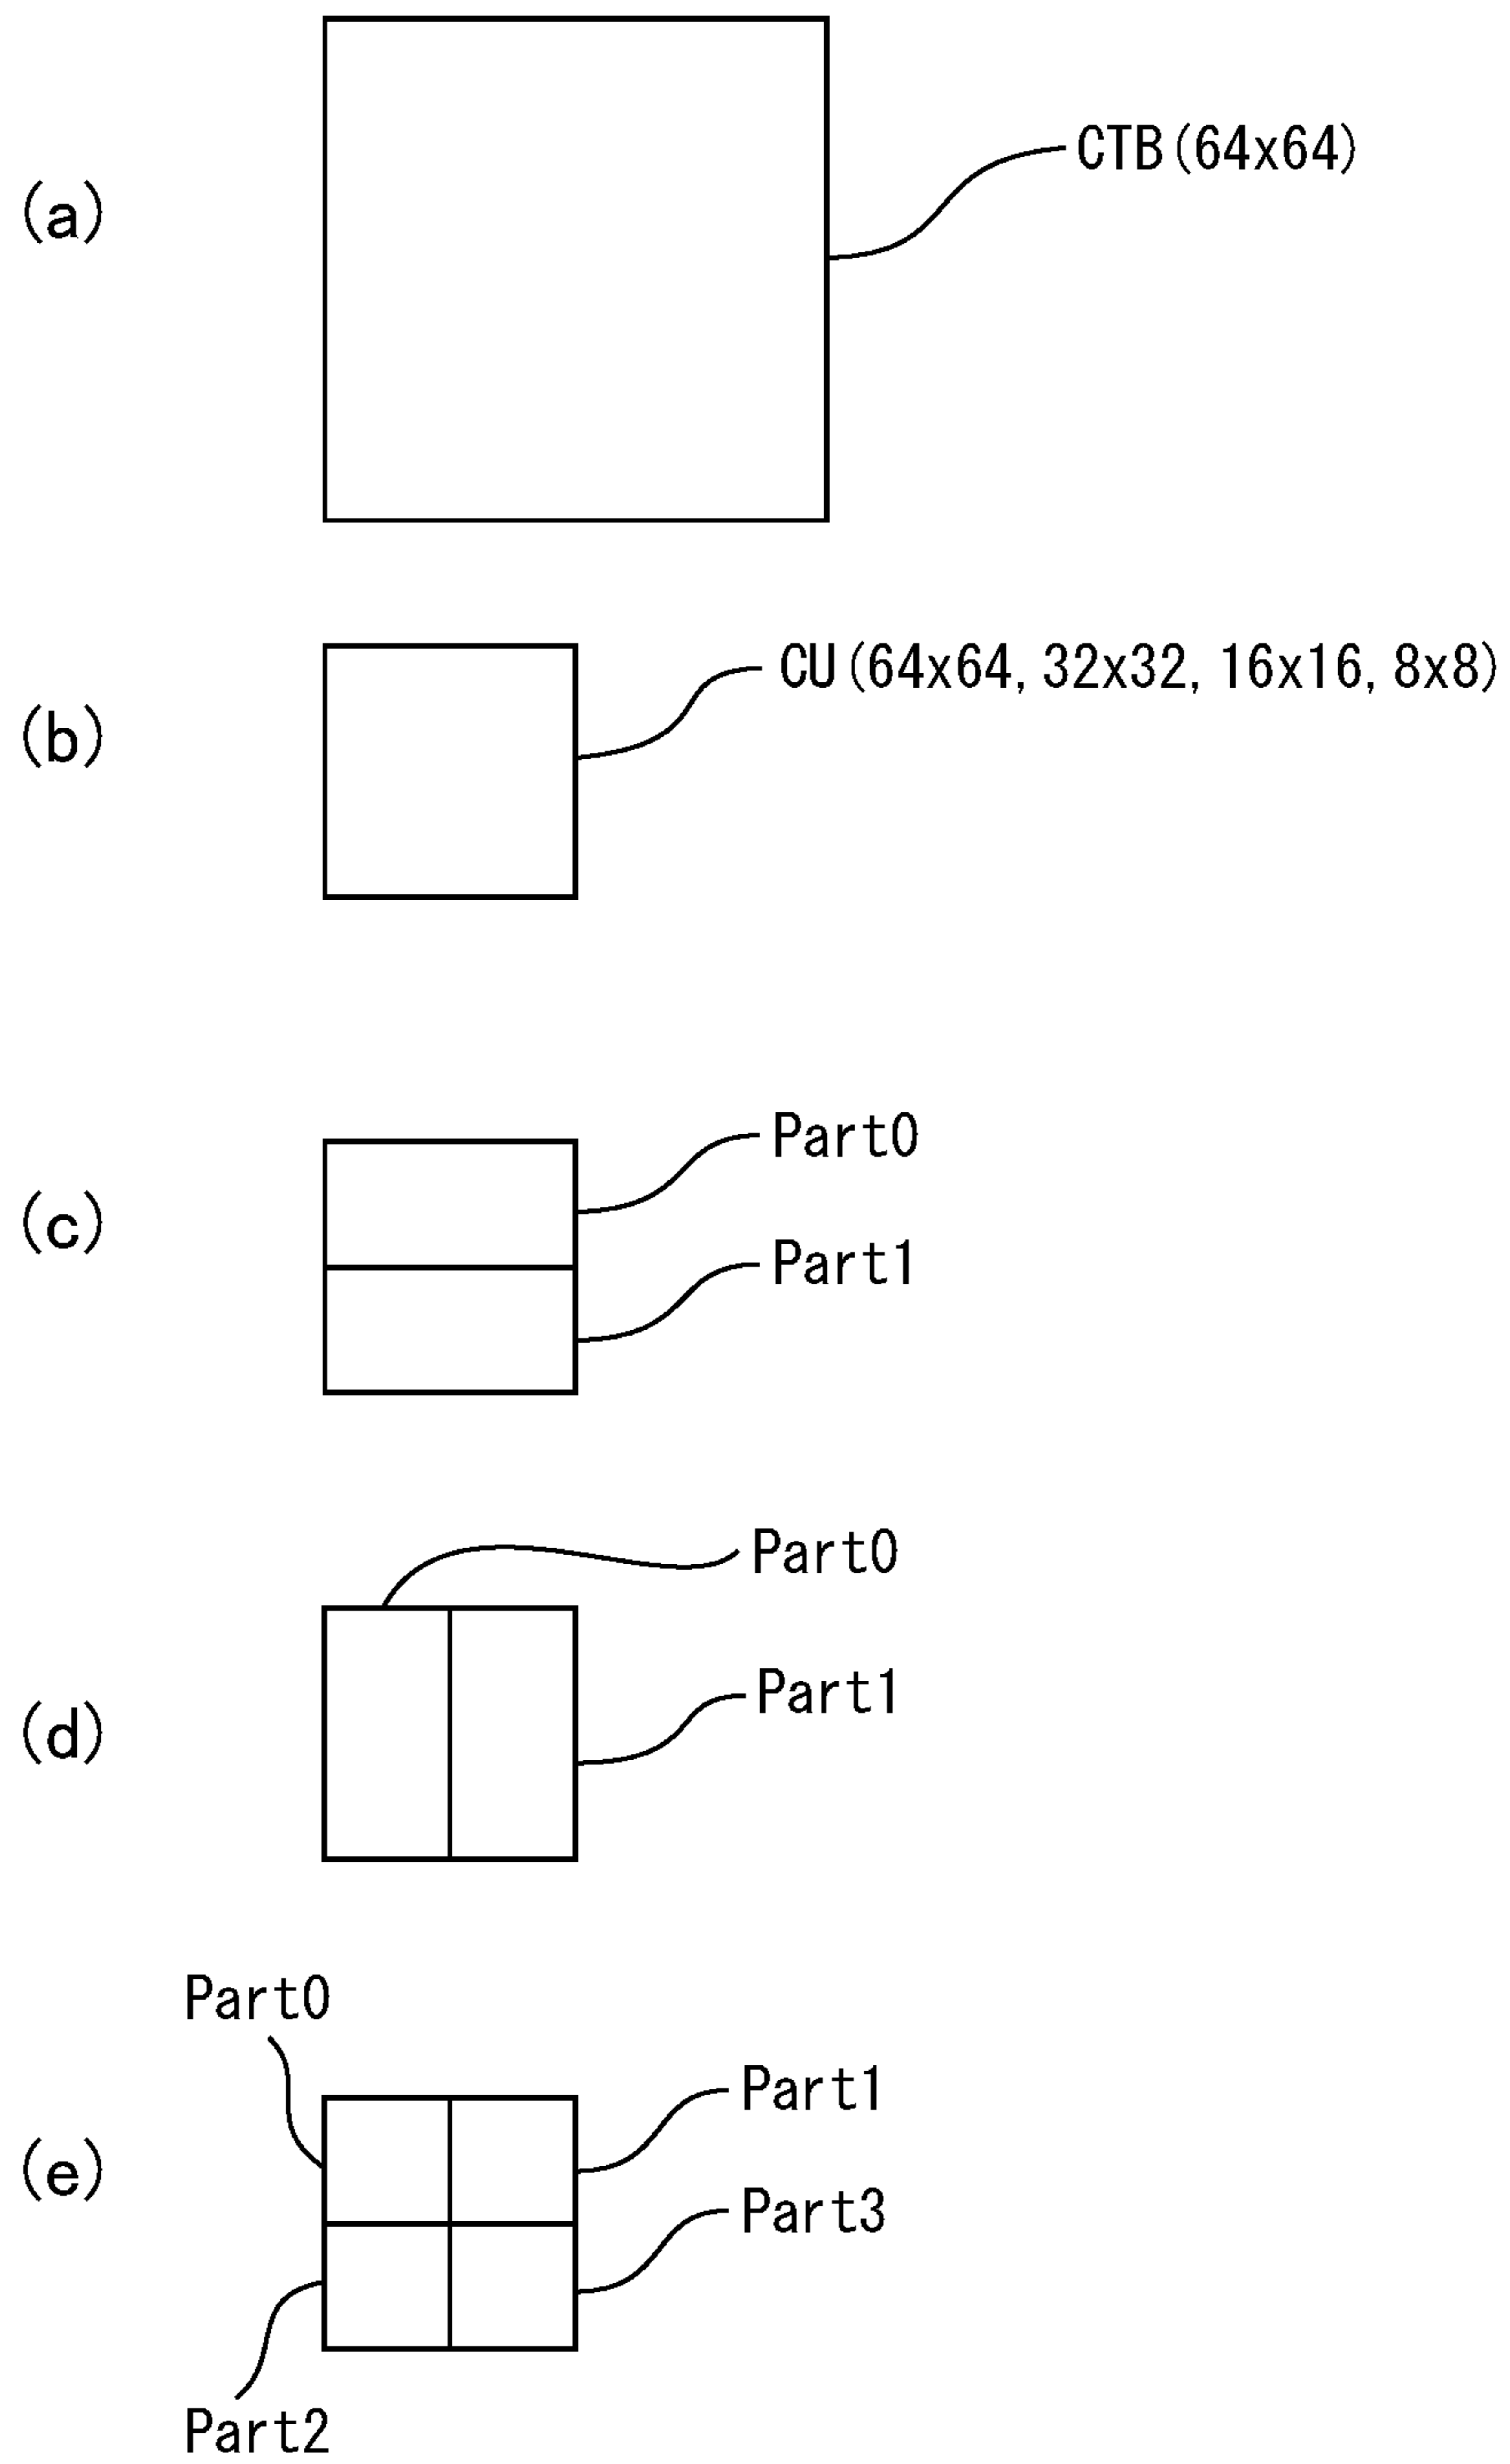 (a)
CTB(64x64)
(b)
CU(64x64, 32x32, 16x16, 8x8)
(c)
Part0
Part1
(d)
Part0
Part1
(e)
Part0
Part1
Part3
Part2